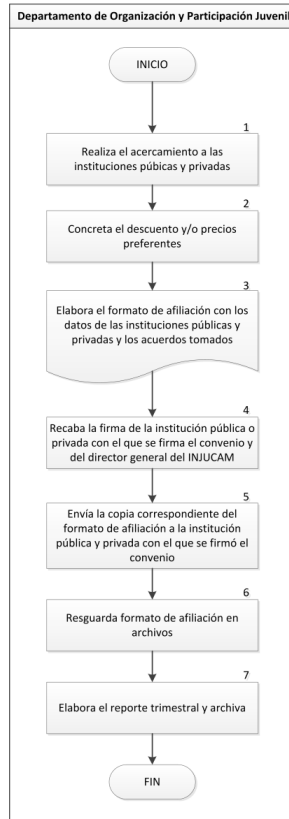 Departamento de Organización y Participación Juvenil
INICIO
1
Realiza el acercamiento a las
instituciones púbicas y privadas
2
Concreta el descuento y/o precios
preferentes
3
Elabora el formato de afiliación con los
datos de las instituciones públicas y
privadas y los acuerdos tomados
4
Recaba la firma de la institución pública o
privada con el que se firma el convenio y
del director general del INJUCAM
5
Envía la copia correspondiente del
formato de afiliación a la institución
pública y privada con el que se firmó el
convenio
6
Resguarda formato de afiliación en
archivos
7
Elabora el reporte trimestral y archiva
FIN